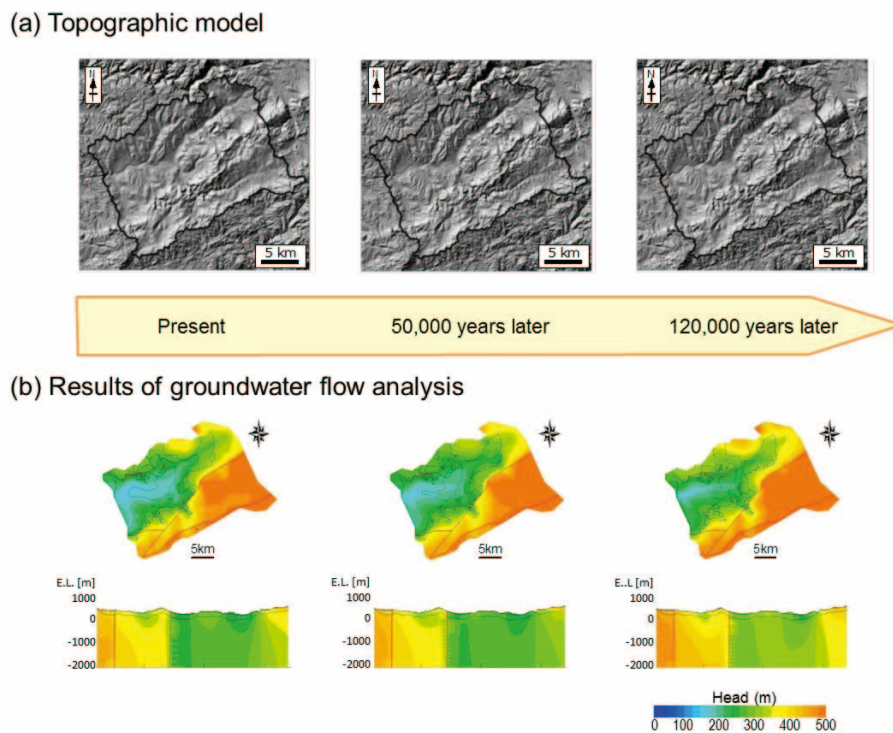 (a) Topographic model
N N N
5 km 5 km 5 km
Present 50,000 years later 120,000 years later
(b) Results of groundwater flow analysis
5km 5km 5km
E.L. [m] E.L. [m] E..L [m]
1000 1000 1000
0 0 0
-1000 -1000 -1000
-2000 -2000 -2000
Head (m)
0 100 200 300 400 500